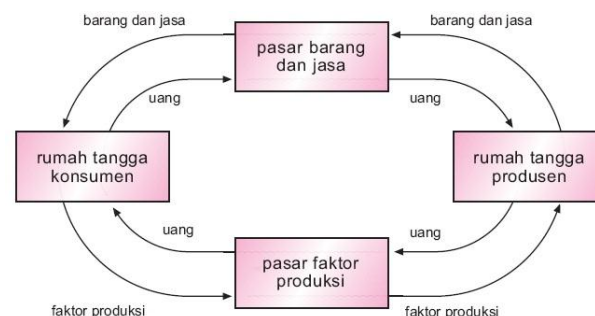 barang dan jasa
barang dan jasa
pasar barang
dan jasa
uang
uang
rumah tangga
konsumen
rumah tangga
produsen
uang
uang
pasar faktor
produksi
faktor produksi
faktor produksi